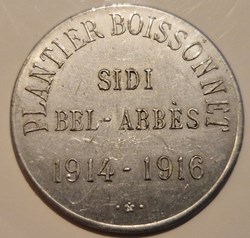 PLANTIER BOISSONNET
SIDI
BEL-ABBÈS
1914-1916